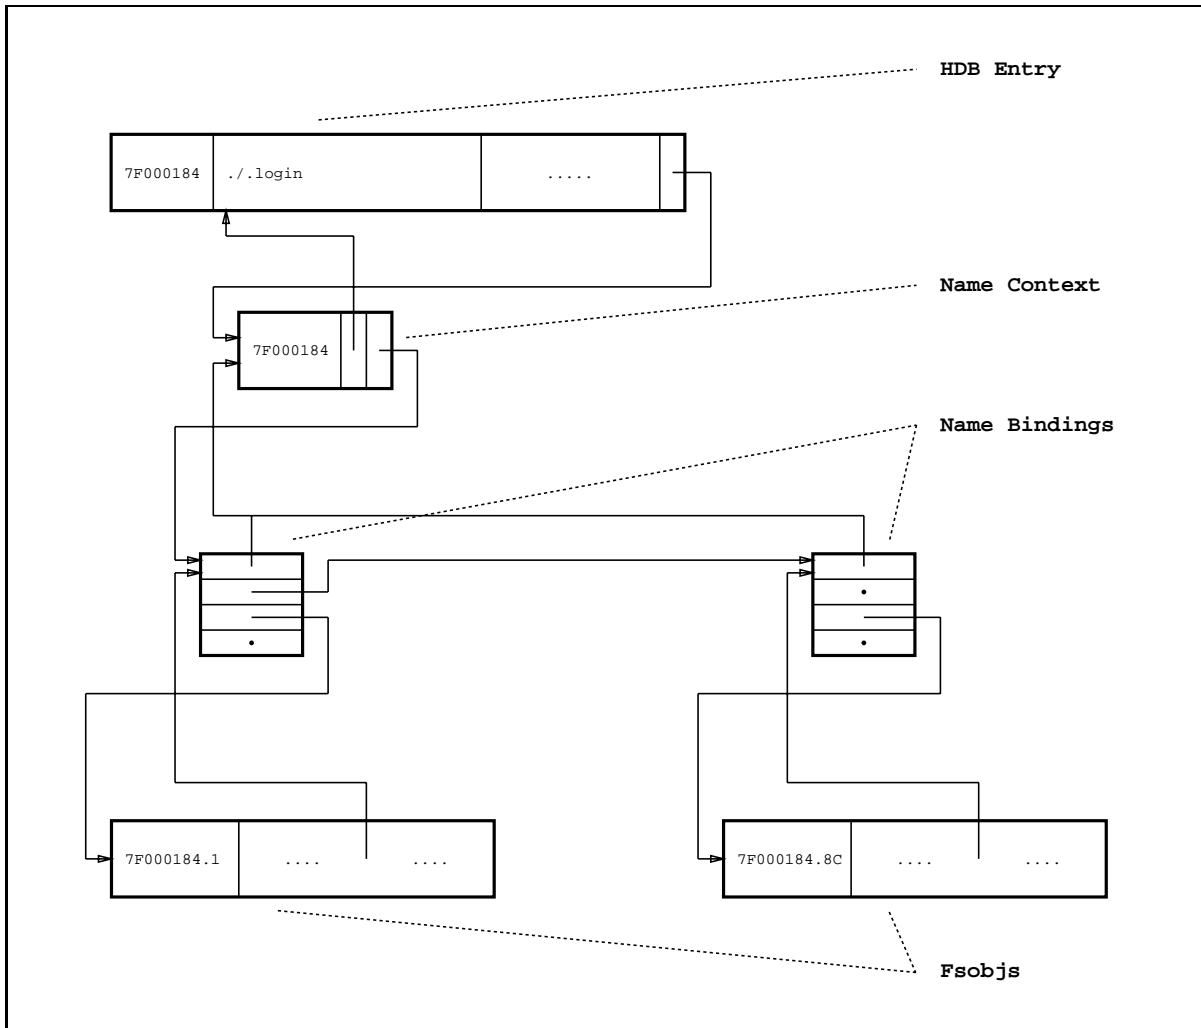 HDB Entry
7F000184 ./.login .....
Name Context
7F000184
Name Bindings
7F000184.1 .... ....
7F000184.8C .... ....
Fsobjs